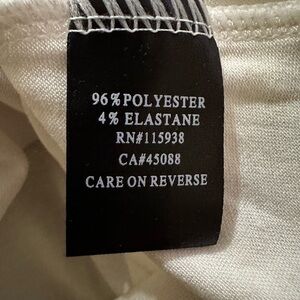 96%POLYESTER
4% ELASTANE
RN#115938
CA#45088
CARE ON REVERSE